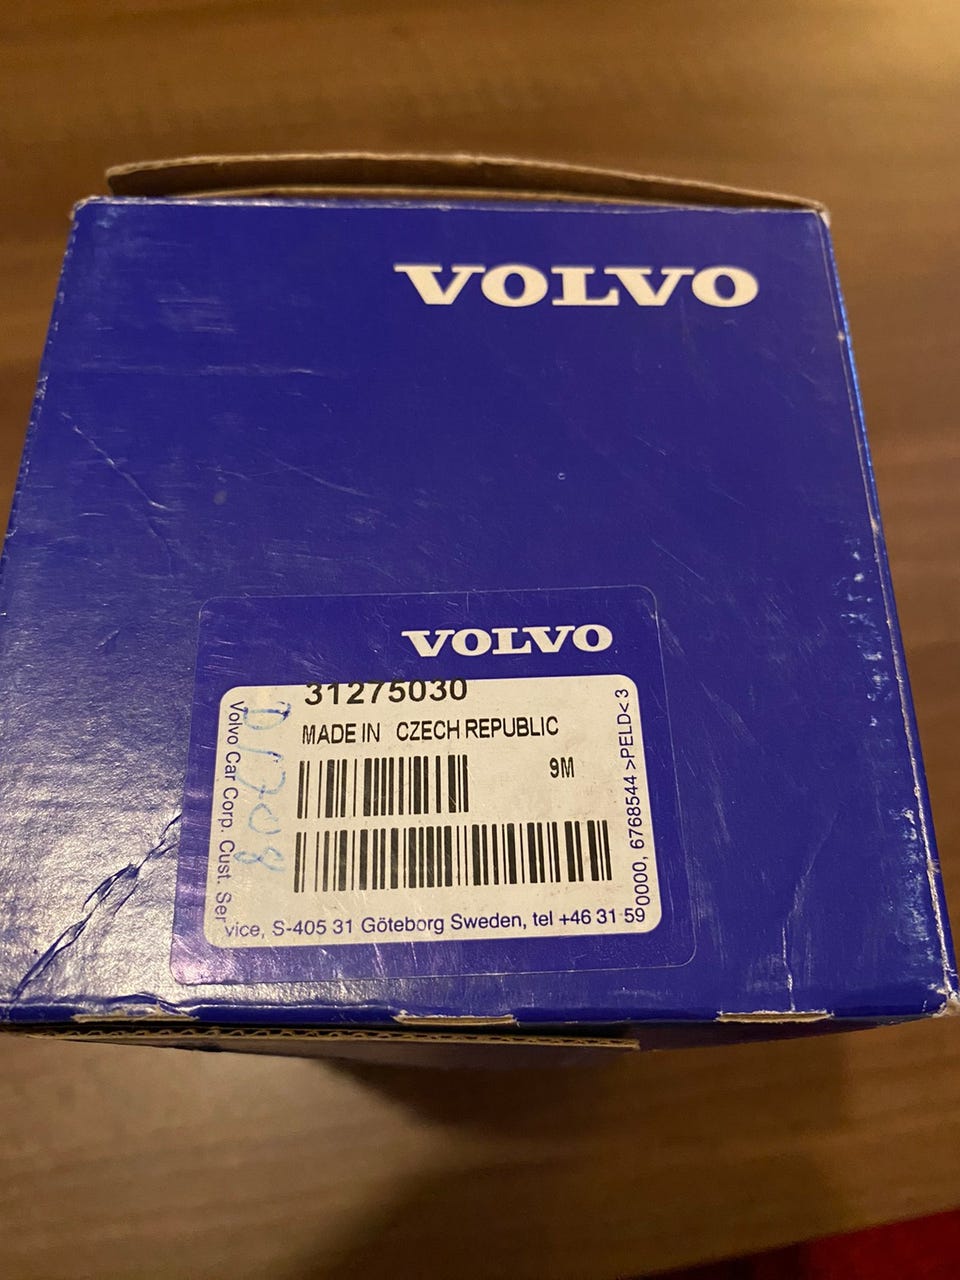 VOLVO
VOLVO
31275030
MADE IN CZECH REPUBLIC
9M
D1708
Volvo Car Corp. Cust. Service, S-405 31 Göteborg Sweden, tel +46 31-59 0000, 6768544 >PELD< 3